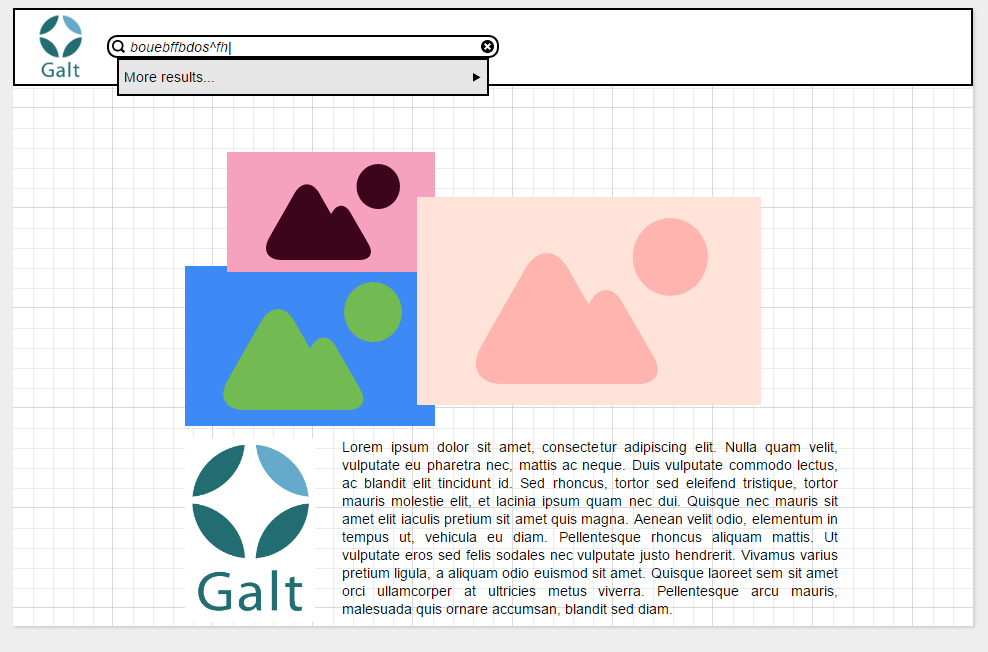 Galt
bouebffbdos^fh
More results...
Lorem ipsum dolor sit amet, consectetur adipiscing elit. Nulla quam velit,
vulputate eu pharetra nec, mattis ac neque. Duis vulputate commodo lectus,
ac blandit elit tincidunt id. Sed rhoncus, tortor sed eleifend tristique, tortor
mauris molestie elit, et lacinia ipsum quam nec dui. Quisque nec mauris sit
amet elit iaculis pretium sit amet quis magna. Aenean velit odio, elementum in
tempus ut, vehicula eu diam. Pellentesque rhoncus aliquam mattis. Ut
vulputate eros sed felis sodales nec vulputate justo hendrerit. Vivamus varius
pretium ligula, a aliquam odio euismod sit amet. Quisque laoreet sem sit amet
orci ullamcorper at ultricies metus viverra. Pellentesque arcu mauris,
malesuada quis ornare accumsan, blandit sed diam.
Galt